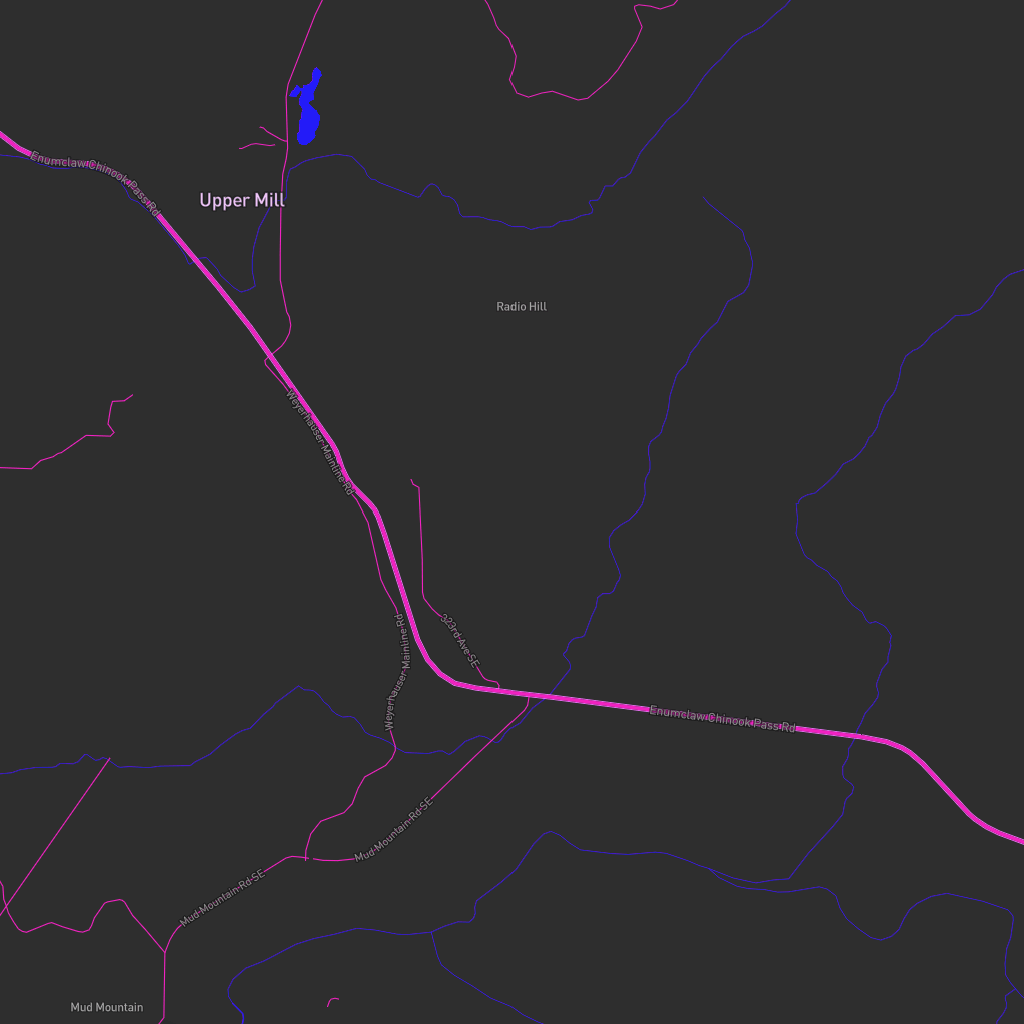 Enumclaw Chinook Pass Rd
Upper Mill
Radio Hill
Weyerhauser Mainline Rd
323rd Ave SE
Weyerhauser Mainline Rd
Enumclaw Chinook Pass Rd
Mud Mountain Rd SE
Mud Mountain Rd SE
Mud Mountain